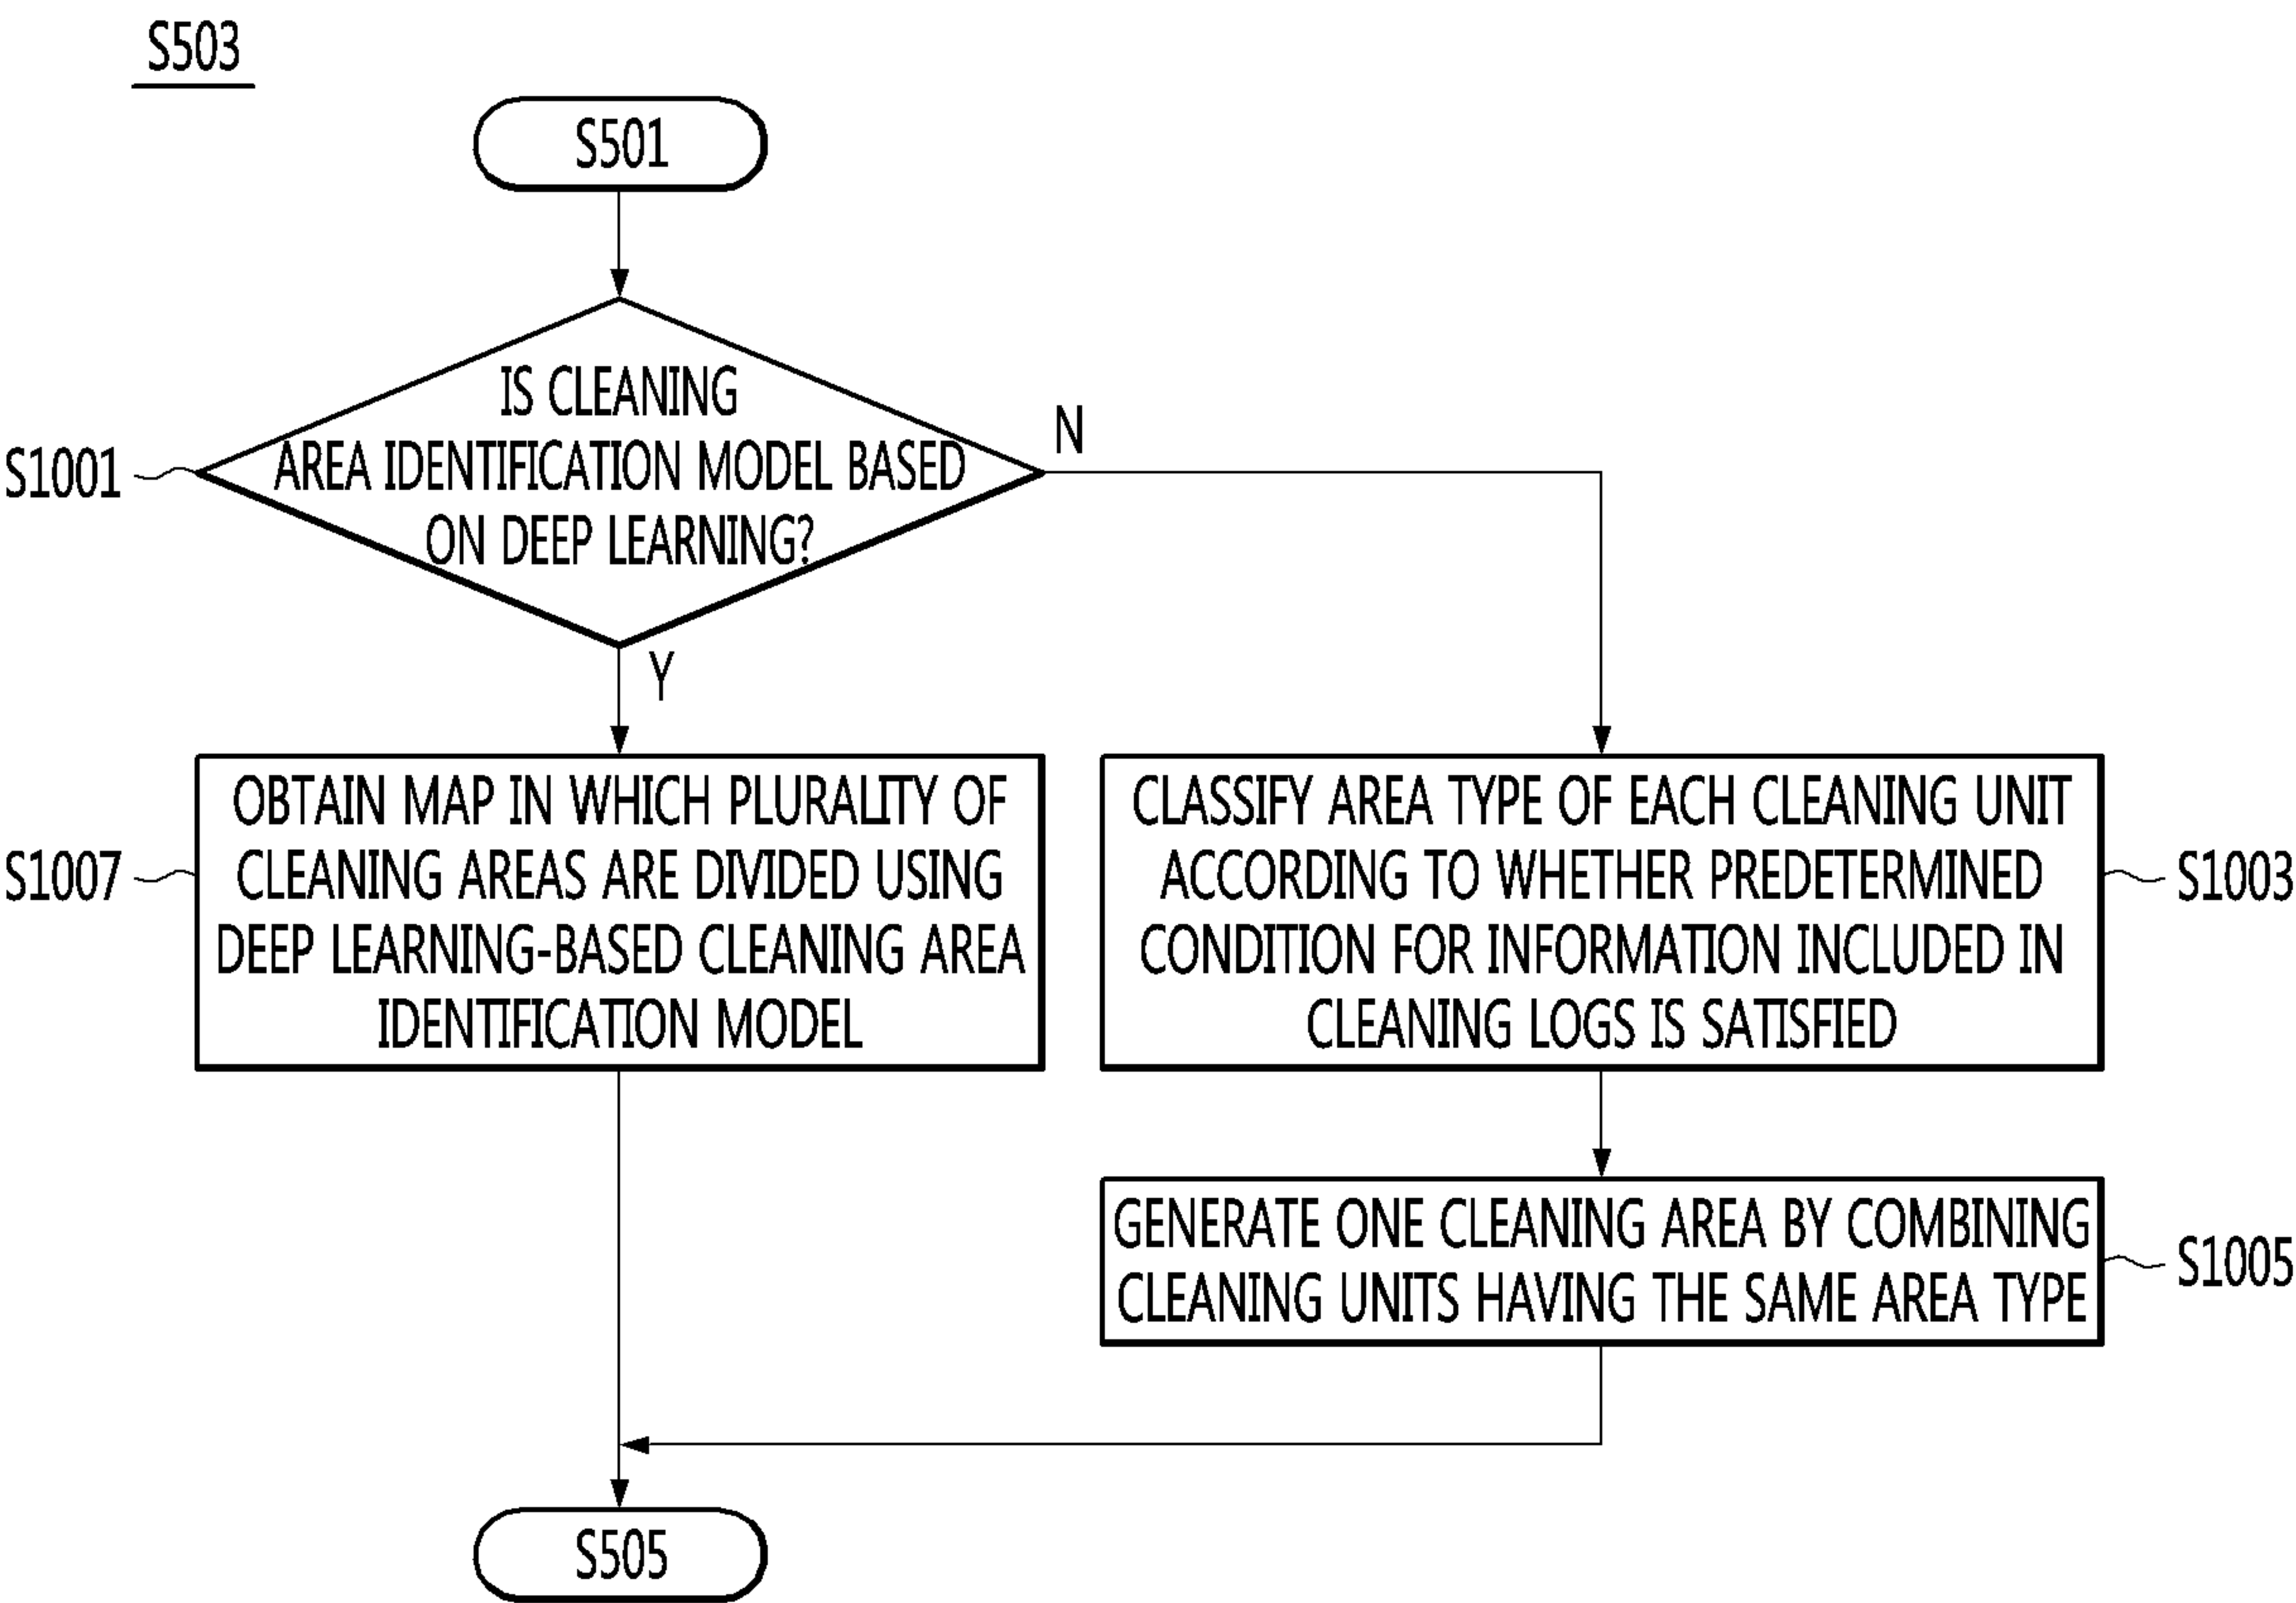 S503
S501
IS CLEANING
AREA IDENTIFICATION MODEL BASED
ON DEEP LEARNING?
S1001
N
Y
OBTAIN MAP IN WHICH PLURALITY OF
CLEANING AREAS ARE DIVIDED USING
DEEP LEARNING-BASED CLEANING AREA
IDENTIFICATION MODEL
S1007
CLASSIFY AREA TYPE OF EACH CLEANING UNIT
ACCORDING TO WHETHER PREDETERMINED
CONDITION FOR INFORMATION INCLUDED IN
CLEANING LOGS IS SATISFIED
S1003
GENERATE ONE CLEANING AREA BY COMBINING
CLEANING UNITS HAVING THE SAME AREA TYPE
S1005
S505